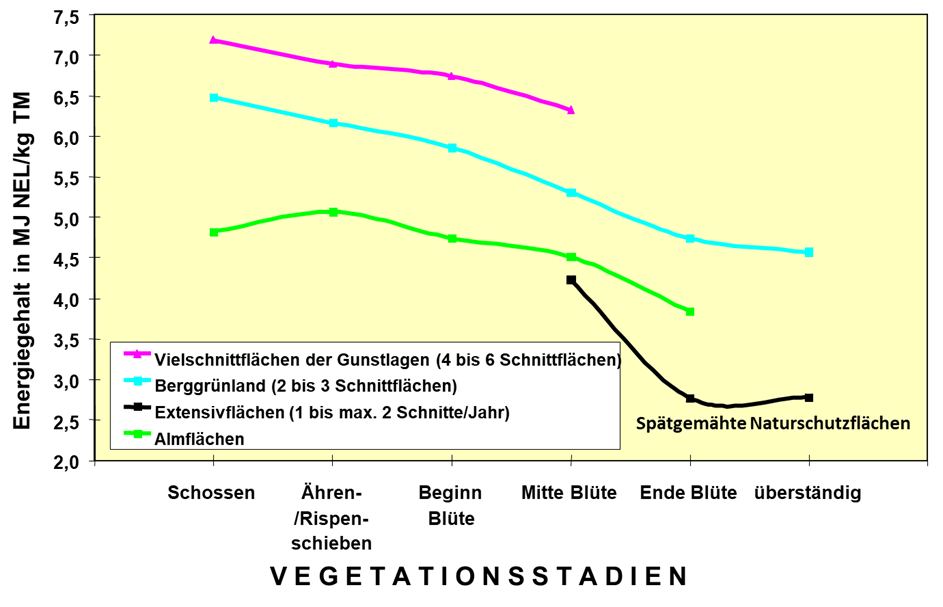 Energiegehalt in MJ NEL/kg TM
7,5
7,0
6,5
6,0
5,5
5,0
4,5
4,0
3,5
3,0
2,5
2,0
Vielschnittflächen der Gunstlagen (4 bis 6 Schnittflächen)
Berggrünland (2 bis 3 Schnittflächen)
Extensivflächen (1 bis max. 2 Schnitte/Jahr)
Almflächen
Spätgemähte Naturschutzflächen
Schossen
Ähren-
/Rispen-
schieben
Beginn
Blüte
Mitte Blüte
Ende Blüte
überständig
VEGETATIONSSTADIEN